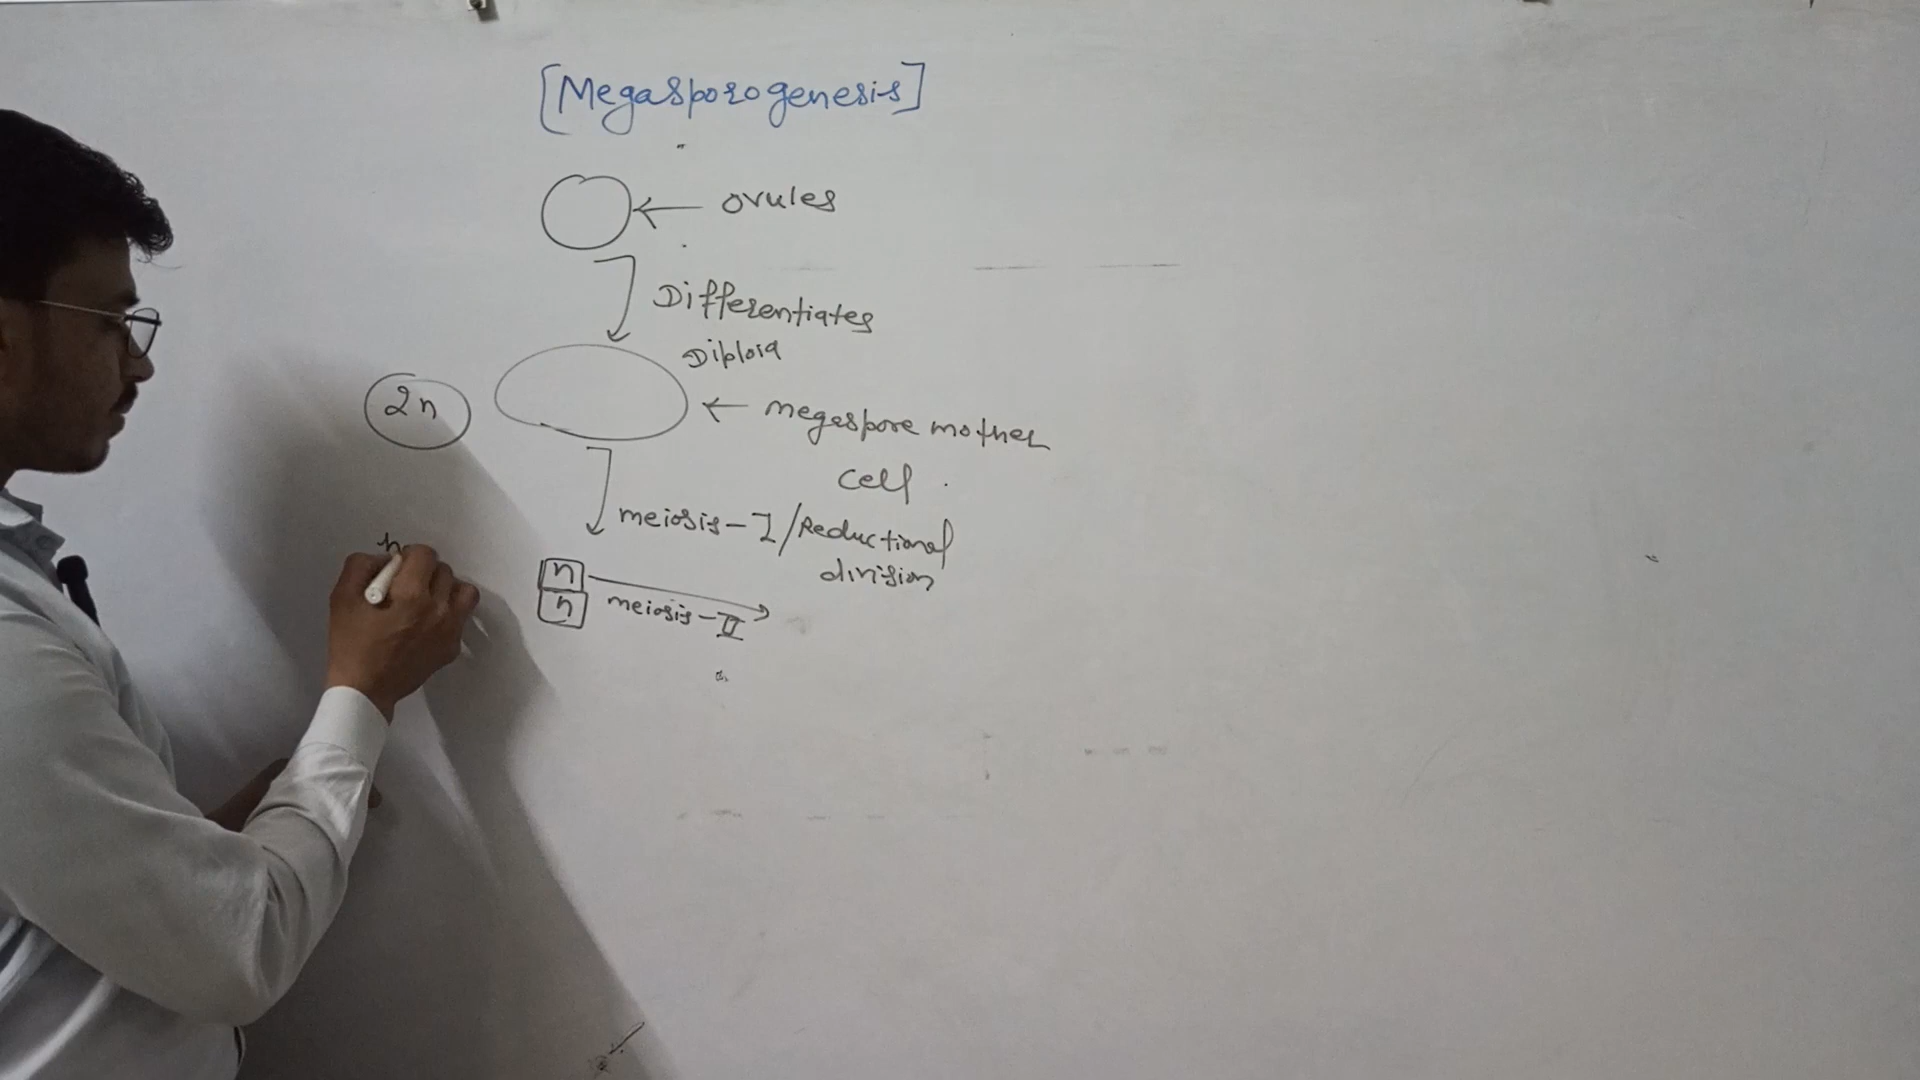 [Megasporogenesis]
ovules
Differentiates
Diploid
2n
megaspore mother
cell
meiosis-I/Reductional
division
n
n
meiosis-II